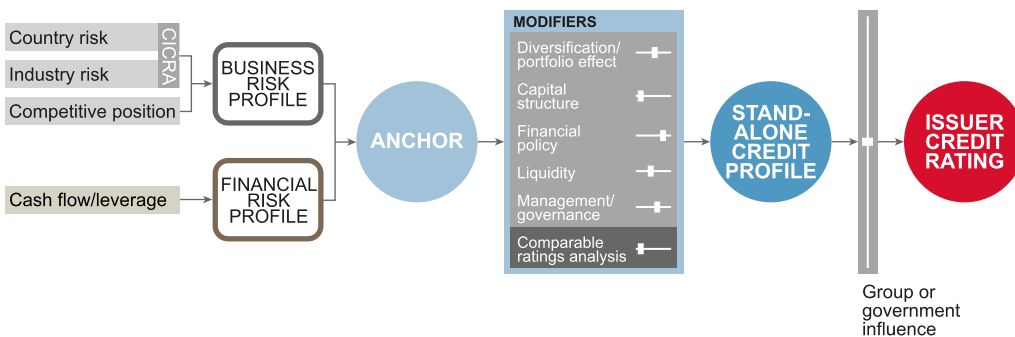 Country risk
Industry risk
CICRA
Competitive position
Cash flow/leverage
BUSINESS
RISK
PROFILE
FINANCIAL
RISK
PROFILE
ANCHOR
MODIFIERS
Diversification/
portfolio effect
Capital
structure
Financial
policy
Liquidity
Management/
governance
Comparable
ratings analysis
STAND-
ALONE
CREDIT
PROFILE
Group or
government
influence
ISSUER
CREDIT
RATING